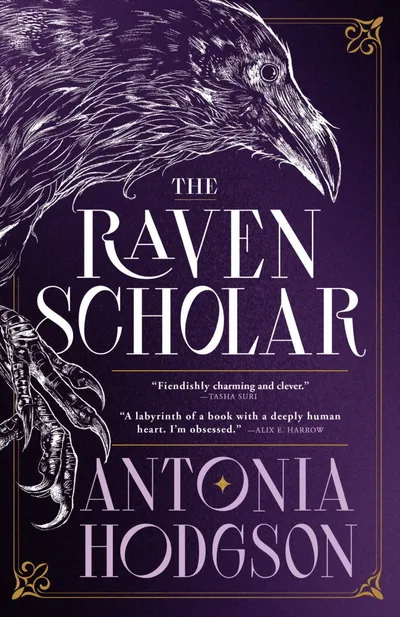 THE
RAVEN
SCHOLAR
“Fiendishly charming and clever.”
—TASHA SURI
“A labyrinth of a book with a deeply human
heart. I’m obsessed.” —ALIX E. HARROW
ANTONIA
HODGSON